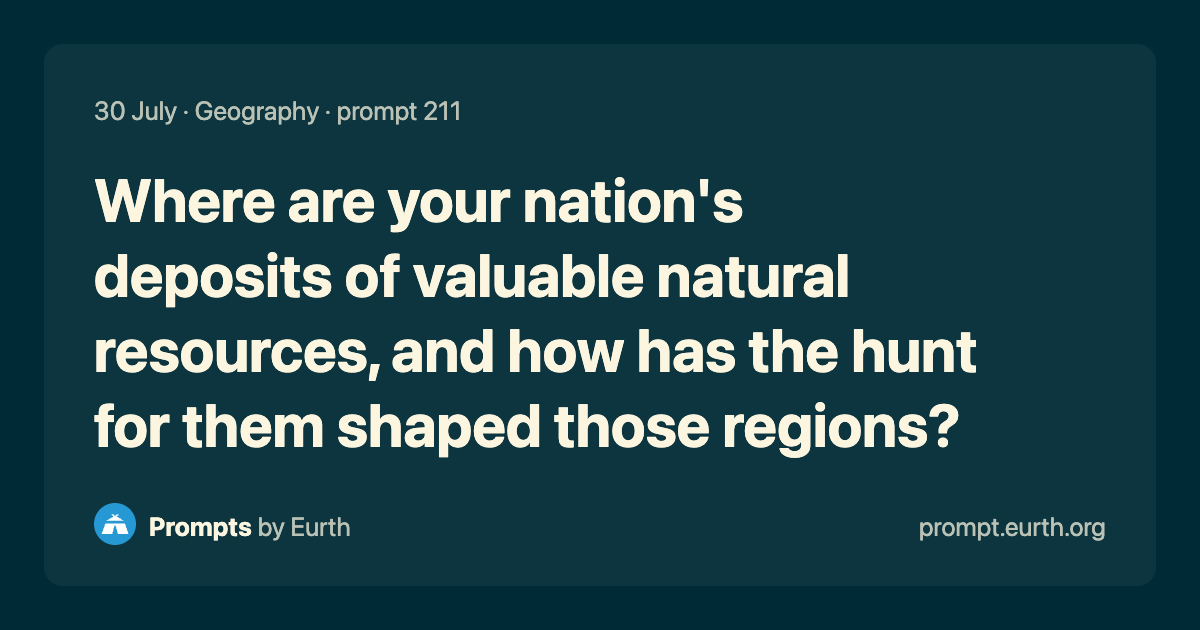 30 July · Geography · prompt 211
Where are your nation's
deposits of valuable natural
resources, and how has the hunt
for them shaped those regions?
Prompts by Eurth
prompt.eurth.org